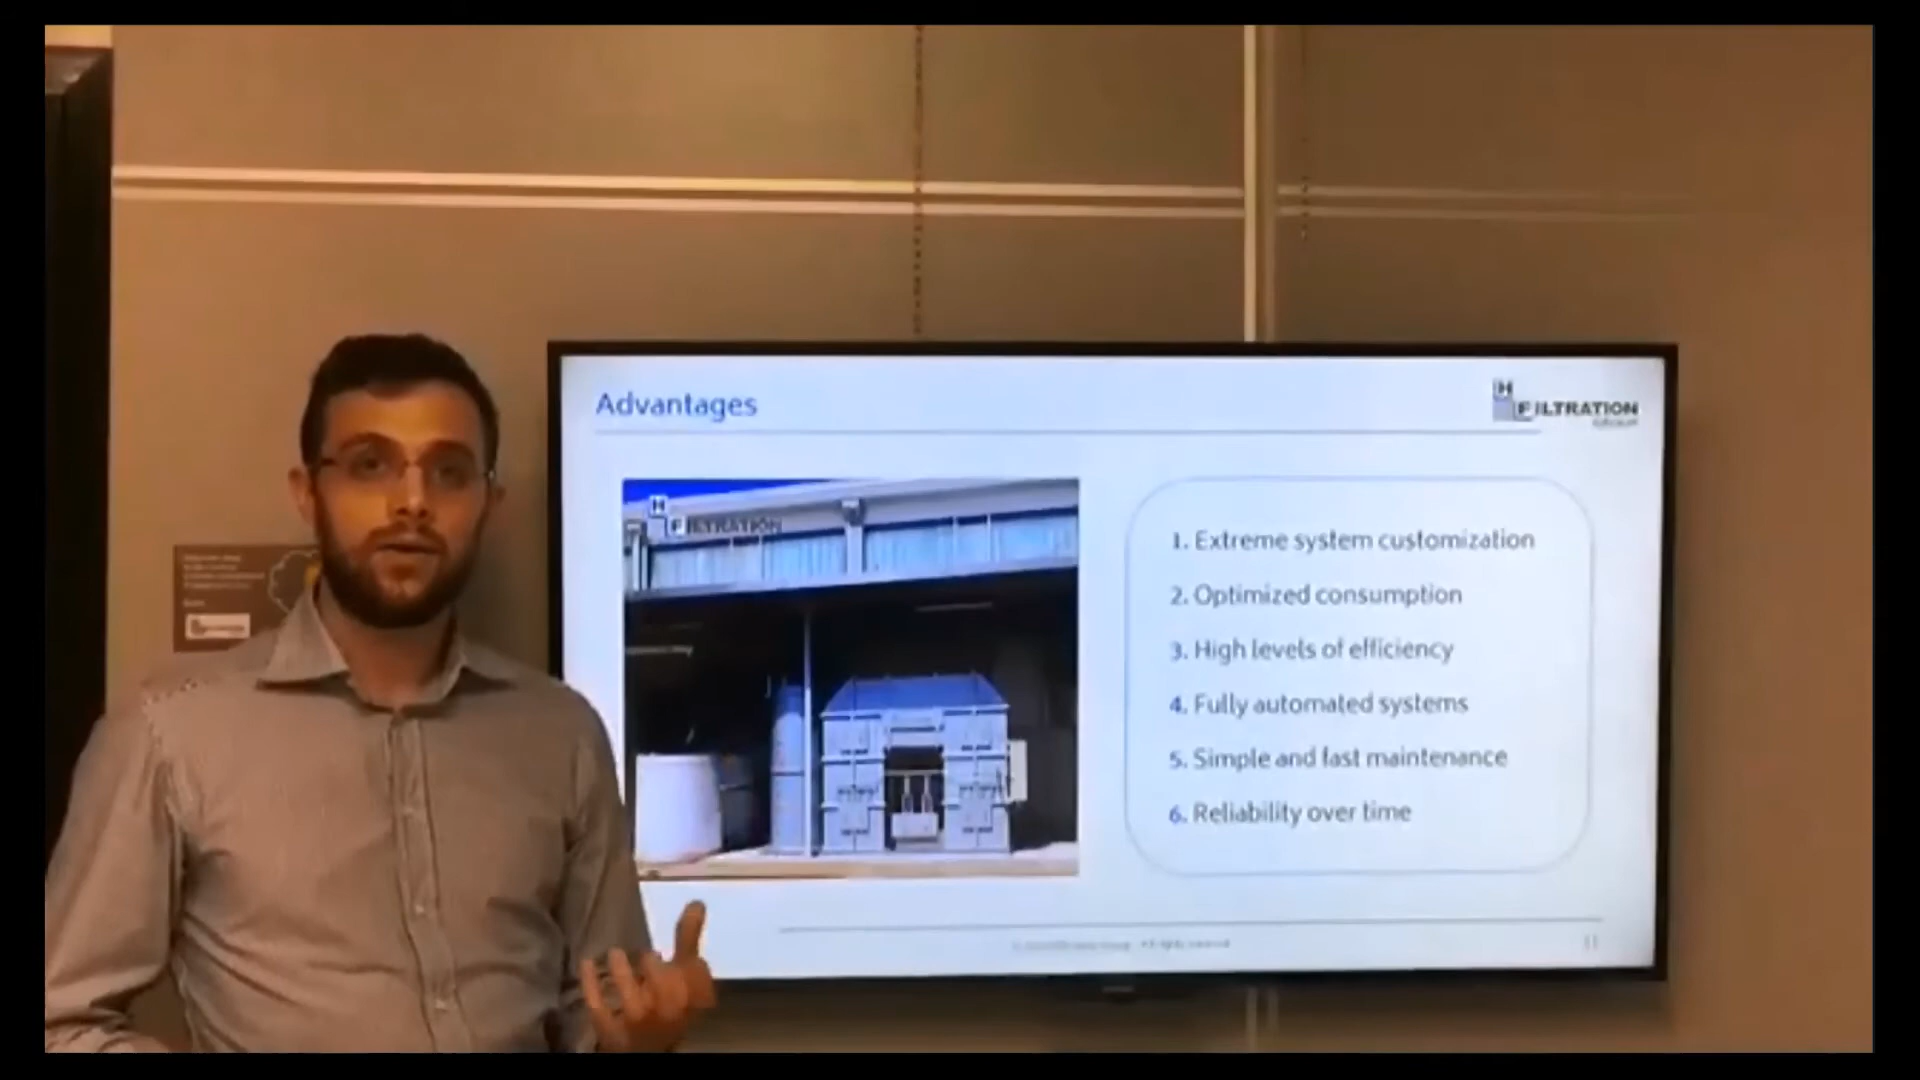 Advantages
H
FILTRATION
H
FILTRATION
1. Extreme system customization
2. Optimized consumption
3. High levels of efficiency
4. Fully automated systems
5. Simple and fast maintenance
6. Reliability over time
11